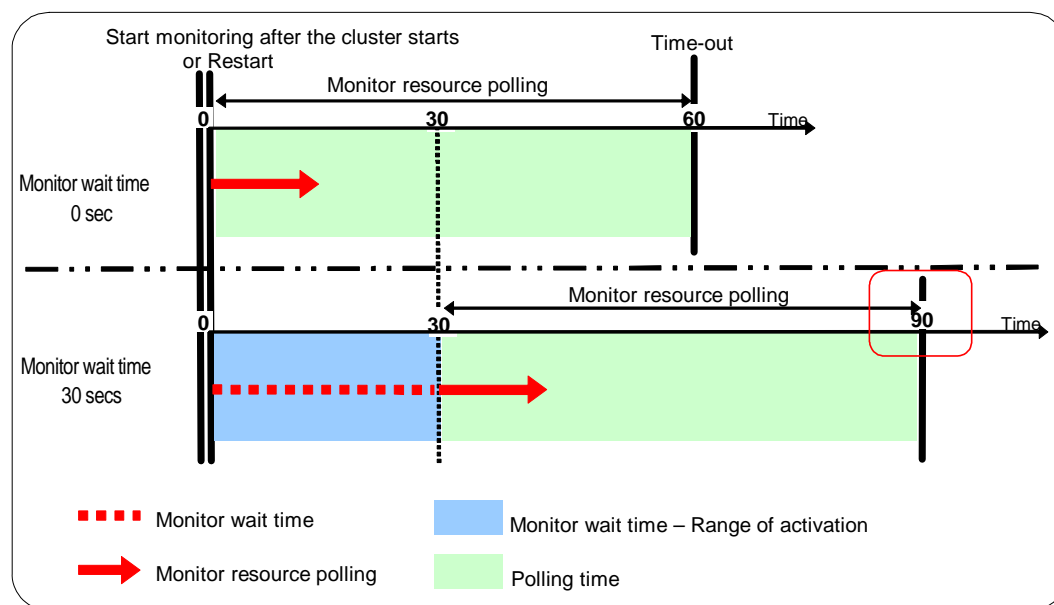 Start monitoring after the cluster starts
or Restart
Time-out
Monitor resource polling
0
30
60
Time
Monitor wait time
0 sec
Monitor resource polling
0
30
90
Time
Monitor wait time
30 secs
Monitor wait time
Monitor wait time – Range of activation
Monitor resource polling
Polling time